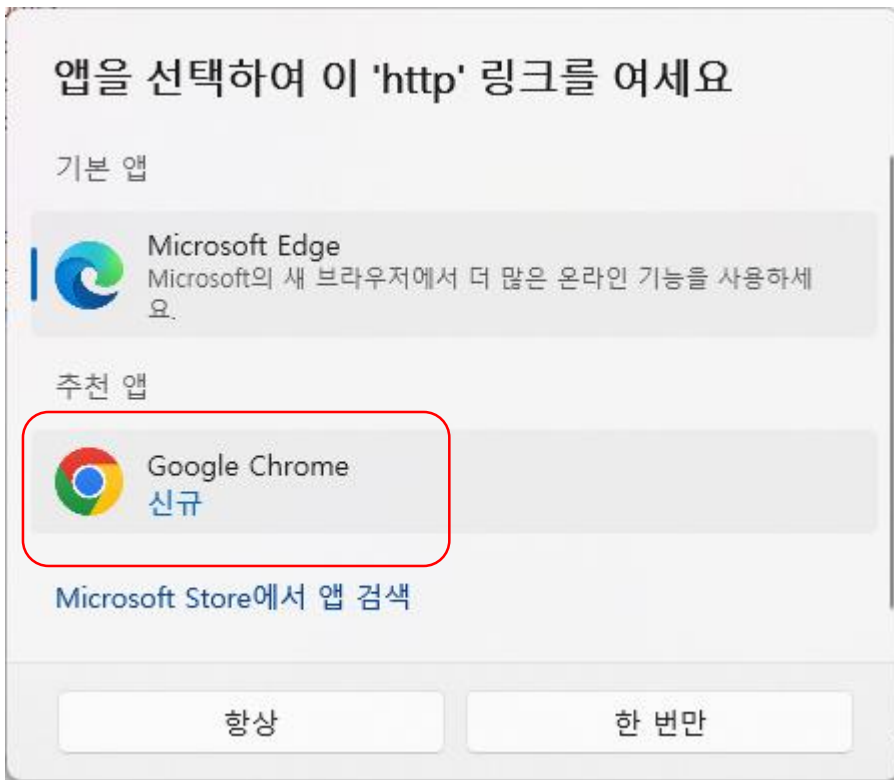 앱을 선택하여 이 'http' 링크를 여세요
기본 앱
Microsoft Edge
Microsoft의 새 브라우저에서 더 많은 온라인 기능을 사용하세
요.
추천 앱
Google Chrome
신규
Microsoft Store에서 앱 검색
항상
한 번만